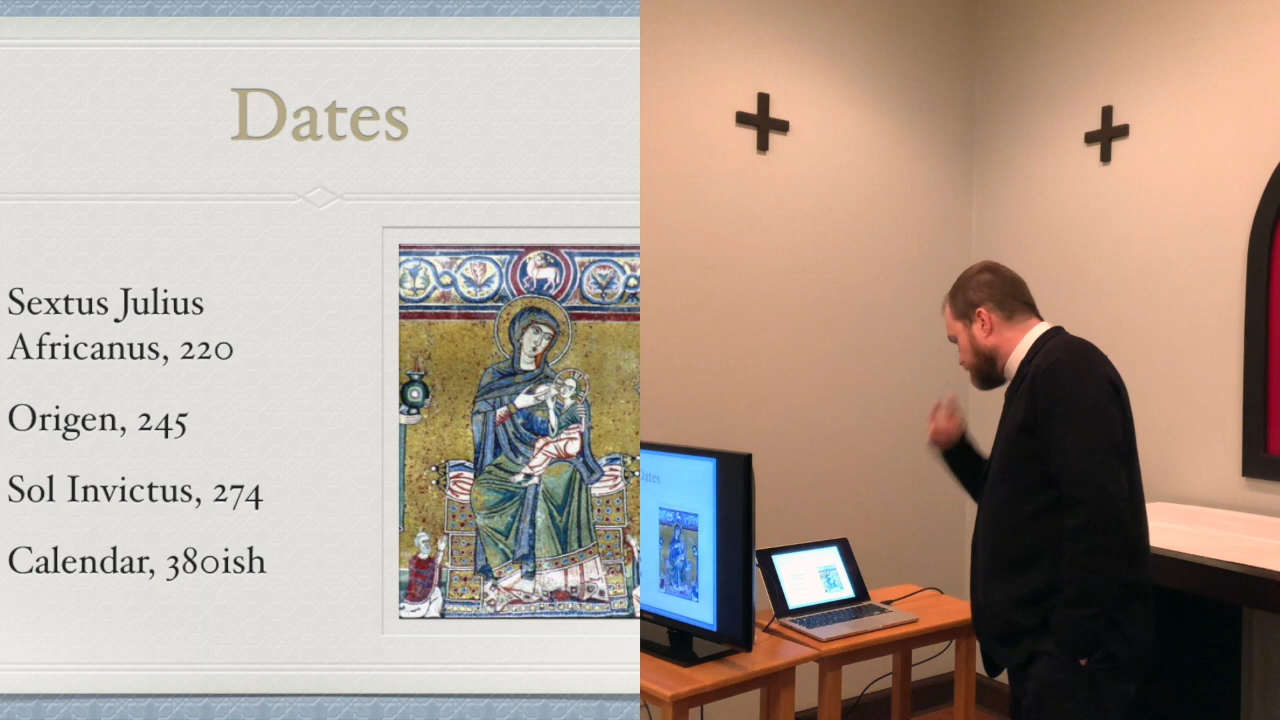 Dates
Sextus Julius
Africanus, 220
Origen, 245
Sol Invictus, 274
Calendar, 380ish